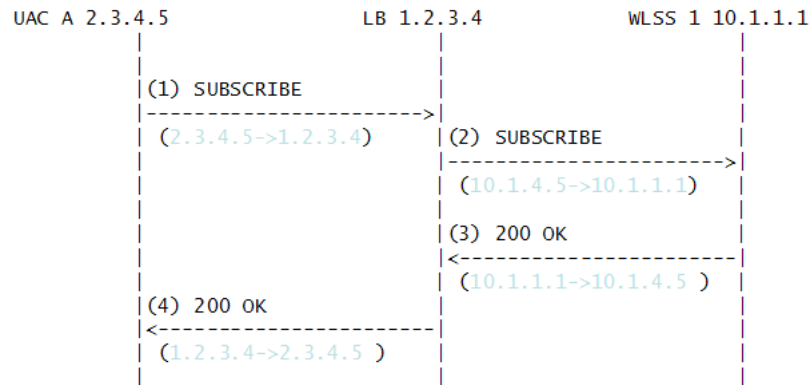 UAC A 2.3.4.5 LB 1.2.3.4 WLSS 1 10.1.1.1
(1) SUBSCRIBE
(2.3.4.5->1.2.3.4) (2) SUBSCRIBE
(10.1.4.5->10.1.1.1)
(3) 200 OK
(10.1.1.1->10.1.4.5 )
(4) 200 OK
(1.2.3.4->2.3.4.5 )